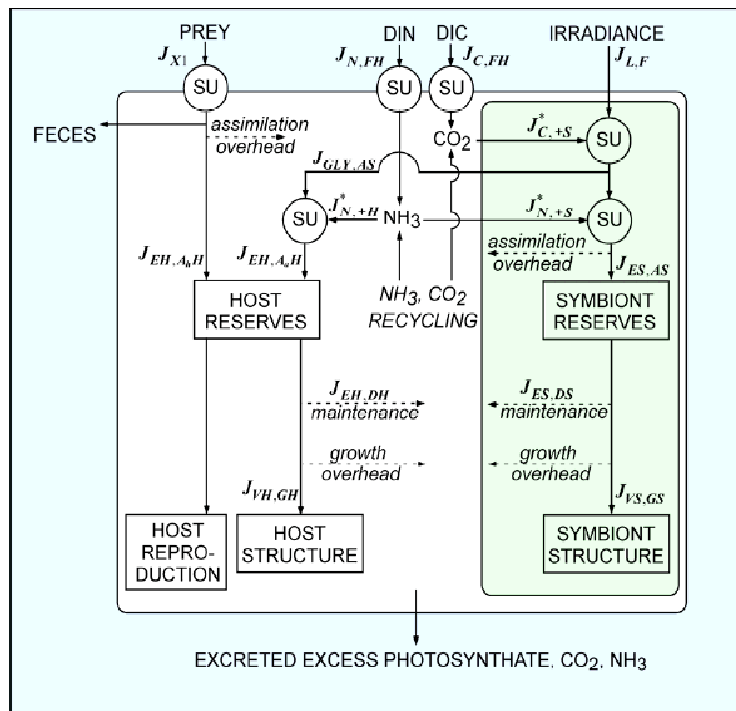 PREY DIN DIC IRRADIANCE
J_X1 J_N,FH J_C,FH J_L,F
SU SU SU
FECES
assimilation
overhead
CO2
J*_C,+S
SU
J_GLY,AS
SU
J*_N,+H
NH3
J*_N,+S
SU
J_EH,AhH J_EH,AaH
assimilation
overhead
J_ES,AS
HOST
RESERVES
NH3, CO2
RECYCLING
SYMBIONT
RESERVES
J_EH,DH
maintenance
J_ES,DS
maintenance
growth
overhead
growth
overhead
J_VH,GH
J_VS,GS
HOST
REPRO-
DUCTION
HOST
STRUCTURE
SYMBIONT
STRUCTURE
EXCRETED EXCESS PHOTOSYNTHATE, CO2, NH3